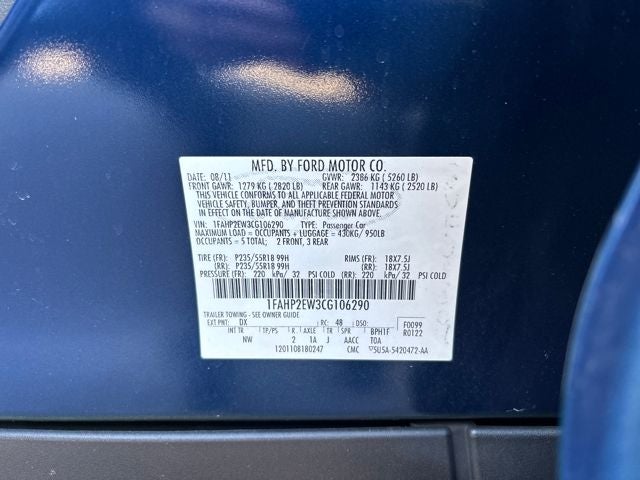 MFD. BY FORD MOTOR CO.
DATE: 08/11 GVWR: 2386 KG ( 5260 LB)
FRONT GAWR: 1279 KG ( 2820 LB) REAR GAWR: 1143 KG ( 2520 LB)
THIS VEHICLE CONFORMS TO ALL APPLICABLE FEDERAL MOTOR
VEHICLE SAFETY, BUMPER, AND THEFT PREVENTION STANDARDS
IN EFFECT ON THE DATE OF MANUFACTURE SHOWN ABOVE.
VIN: 1FAHP2EW3CG106290 TYPE: Passenger Car
MAXIMUM LOAD = OCCUPANTS + LUGGAGE = 430KG/ 950LB
OCCUPANTS = 5 TOTAL: 2 FRONT, 3 REAR
TIRE (FR): P235/55R18 99H RIMS (FR): 18X7.5J
(RR): P235/55R18 99H (RR): 18X7.5J
PRESSURE (FR): 220 kPa/ 32 PSI COLD (RR): 220 kPa/ 32 PSI COLD
1FAHP2EW3CG106290
TRAILER TOWING - SEE OWNER GUIDE
EXT PNT: DX RC: 48 DSO: F0099
INT TR TP/PS R AXLE TR SPR BPH1F R0122
NW 2 1A J AACC TOA
1201108180247 CMC 5U5A-5420472-AA